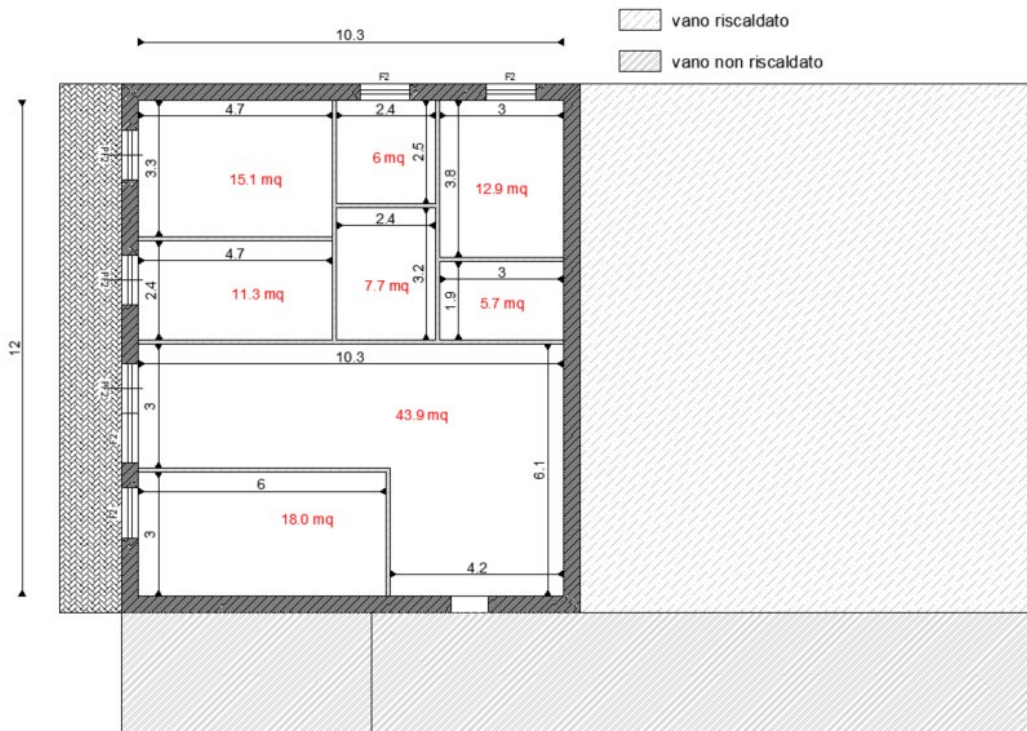 vano riscaldato
10.3
vano non riscaldato
F2
F2
4.7
2.4
3
3.3
2.5
3.8
6 mq
15.1 mq
12.9 mq
2.4
4.7
3
2.4
3.2
1.9
11.3 mq
7.7 mq
5.7 mq
12
10.3
3
43.9 mq
F2
6.1
6
3
18.0 mq
F2
4.2